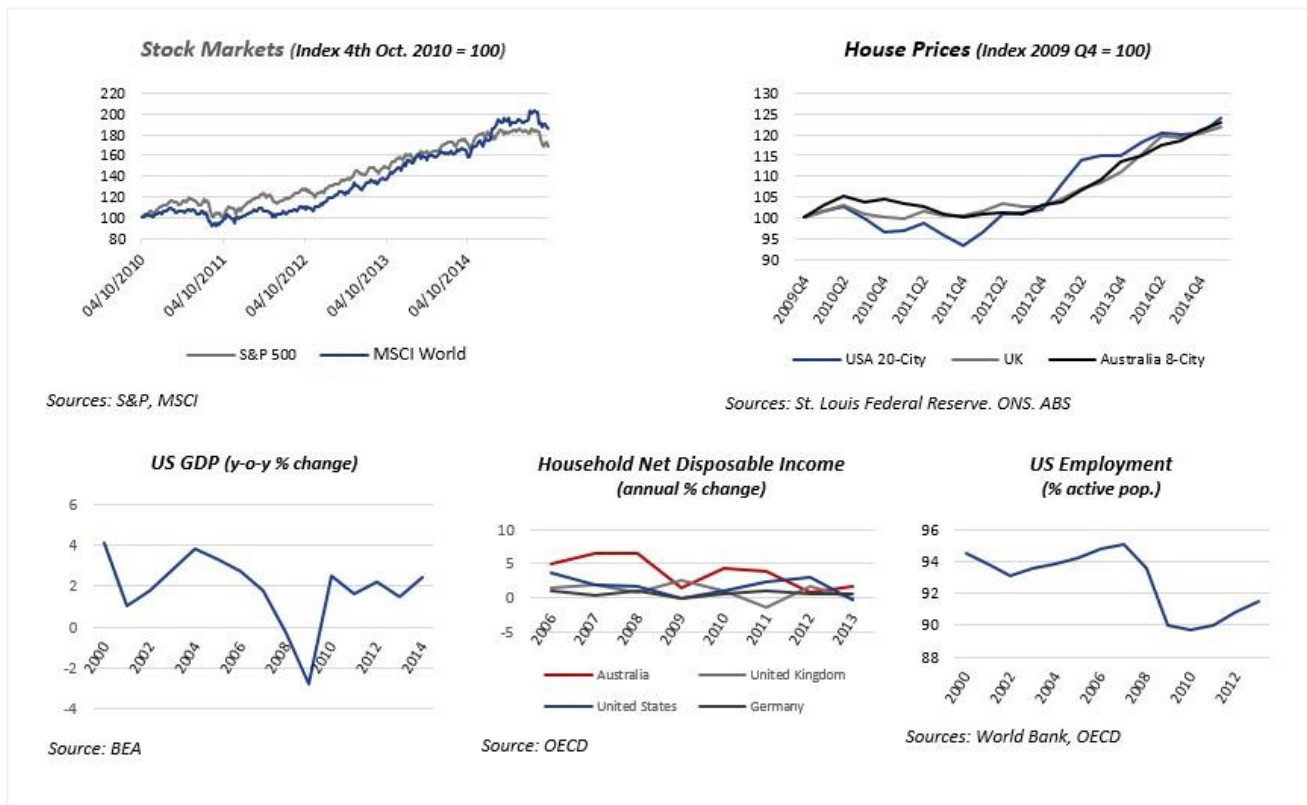 Stock Markets (Index 4th Oct. 2010 = 100)
220
200
180
160
140
120
100
80
04/10/2010
04/10/2011
04/10/2012
04/10/2013
04/10/2014
S&P 500
MSCI World
Sources: S&P, MSCI
House Prices (Index 2009 Q4 = 100)
130
125
120
115
110
105
100
95
90
2009Q4
2010Q2
2010Q4
2011Q2
2011Q4
2012Q2
2012Q4
2013Q2
2013Q4
2014Q2
2014Q4
USA 20-City
UK
Australia 8-City
Sources: St. Louis Federal Reserve. ONS. ABS
US GDP (y-o-y % change)
6
4
2
0
-2
-4
2000
2002
2004
2006
2008
2010
2012
2014
Source: BEA
Household Net Disposable Income
(annual % change)
10
5
0
-5
2006
2007
2008
2009
2010
2011
2012
2013
Australia
United Kingdom
United States
Germany
Source: OECD
US Employment
(% active pop.)
96
94
92
90
88
2000
2002
2004
2006
2008
2010
2012
Sources: World Bank, OECD